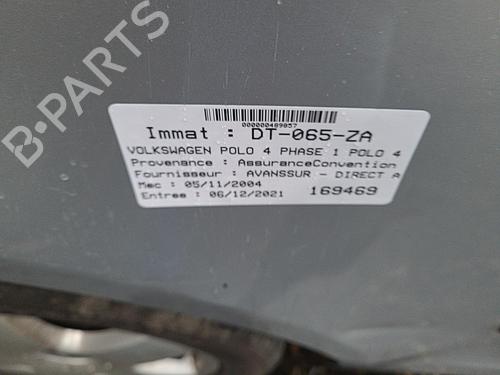 B-PARTS
000000489857
Immat : DT-065-ZA
VOLKSWAGEN POLO 4 PHASE 1 POLO 4
Provenance : AssuranceConvention
Fournisseur : AVANSSUR - DIRECT A
Mec : 05/11/2004
Entree : 06/12/2021 169469